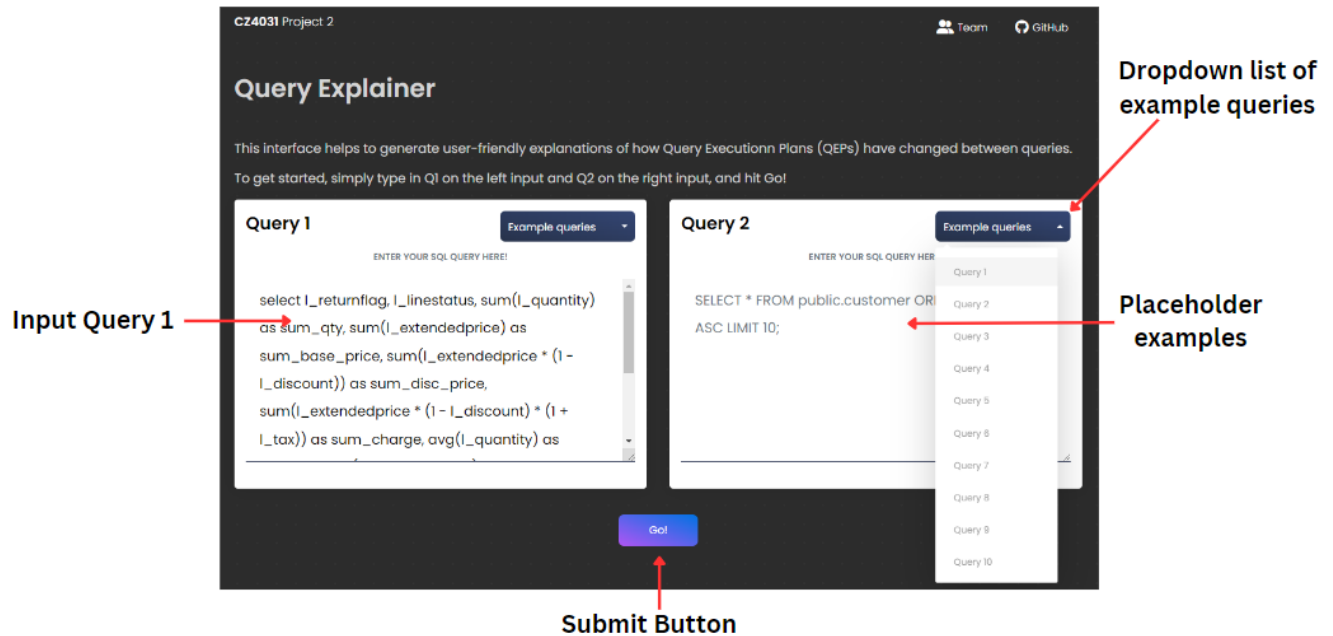 CZ4031 Project 2
Team
GitHub
Query Explainer
This interface helps to generate user-friendly explanations of how Query Executionn Plans (QEPs) have changed between queries.
To get started, simply type in Q1 on the left input and Q2 on the right input, and hit Go!
Query 1
Example queries
ENTER YOUR SQL QUERY HERE!
select l_returnflag, l_linestatus, sum(l_quantity)
as sum_qty, sum(l_extendedprice) as
sum_base_price, sum(l_extendedprice * (1 -
l_discount)) as sum_disc_price,
sum(l_extendedprice * (1 - l_discount) * (1 +
l_tax)) as sum_charge, avg(l_quantity) as
Query 2
Example queries
ENTER YOUR SQL QUERY HER
SELECT * FROM public.customer OR
ASC LIMIT 10;
Query 1
Query 2
Query 3
Query 4
Query 5
Query 6
Query 7
Query 8
Query 9
Query 10
Go!
Input Query 1
Dropdown list of
example queries
Placeholder
examples
Submit Button